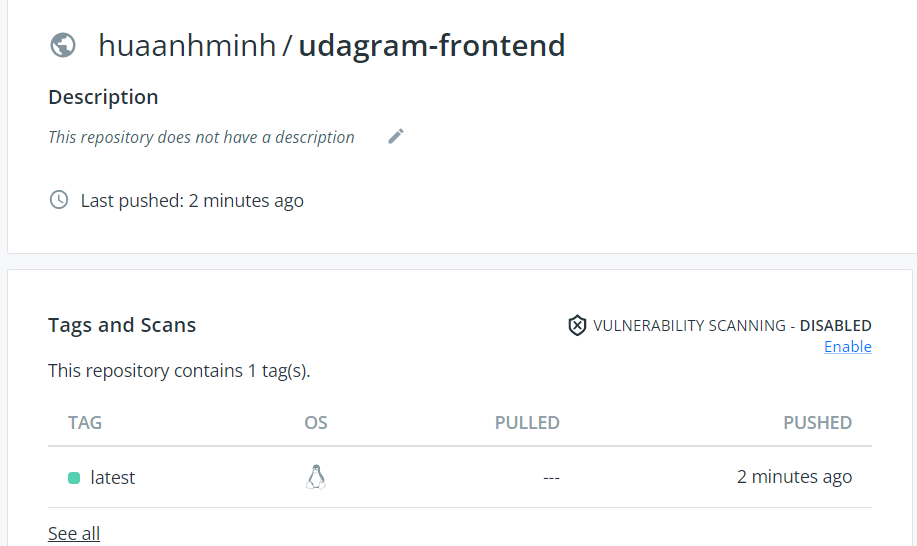 huaanhminh / udagram-frontend
Description
This repository does not have a description
Last pushed: 2 minutes ago
Tags and Scans
VULNERABILITY SCANNING - DISABLED
Enable
This repository contains 1 tag(s).
TAG OS PULLED PUSHED
latest --- 2 minutes ago
See all